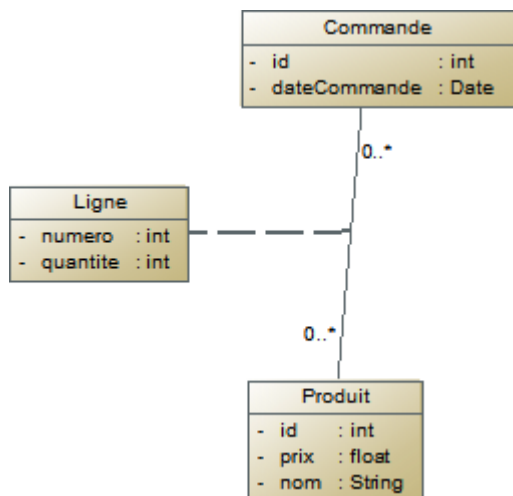 Commande
- id : int
- dateCommande : Date
0..*
Ligne
- numero : int
- quantite : int
0..*
Produit
- id : int
- prix : float
- nom : String